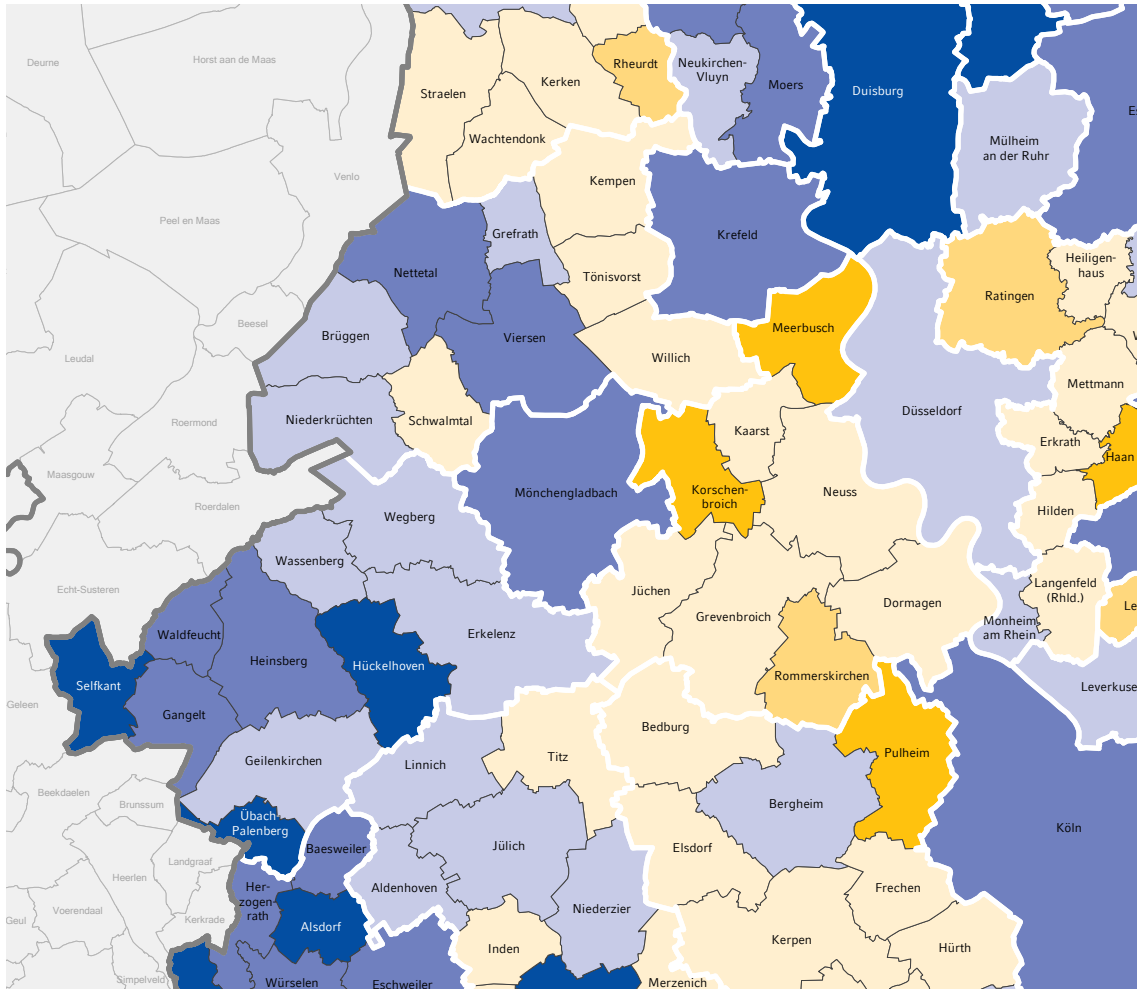 Deurne
Horst aan de Maas
Rheurdt
Neukirchen-
Vluyn
Moers
Duisburg
Kerken
Straelen
Es
Wachtendonk
Mülheim
an der Ruhr
Venlo
Kempen
Peel en Maas
Grefrath
Krefeld
Nettetal
Tönisvorst
Heiligen-
haus
Ratingen
Beesel
Brüggen
Viersen
Meerbusch
Leudal
Willich
Mettmann
Roermond
Niederkrüchten
Schwalmtal
Kaarst
Düsseldorf
Erkrath
Haan
Maasgouw
Mönchengladbach
Korschen-
broich
Neuss
Roerdalen
Wegberg
Hilden
Wassenberg
Echt-Susteren
Jüchen
Langenfeld
(Rhld.)
Dormagen
Le
Grevenbroich
Monheim
am Rhein
Waldfeucht
Erkelenz
Heinsberg
Hückelhoven
Rommerskirchen
Selfkant
Leverkuse
Geleen
Gangelt
Bedburg
Pulheim
Geilenkirchen
Linnich
Titz
Beekdaelen
Brunssum
Bergheim
Übach-
Palenberg
Köln
Baesweiler
Jülich
Elsdorf
Landgraaf
Heerlen
Her-
zogen-
rath
Aldenhoven
Frechen
Voerendaal
Niederzier
Geul
Kerkrade
Alsdorf
Kerpen
Inden
Hürth
Simpelveld
Würselen
Eschweiler
Merzenich